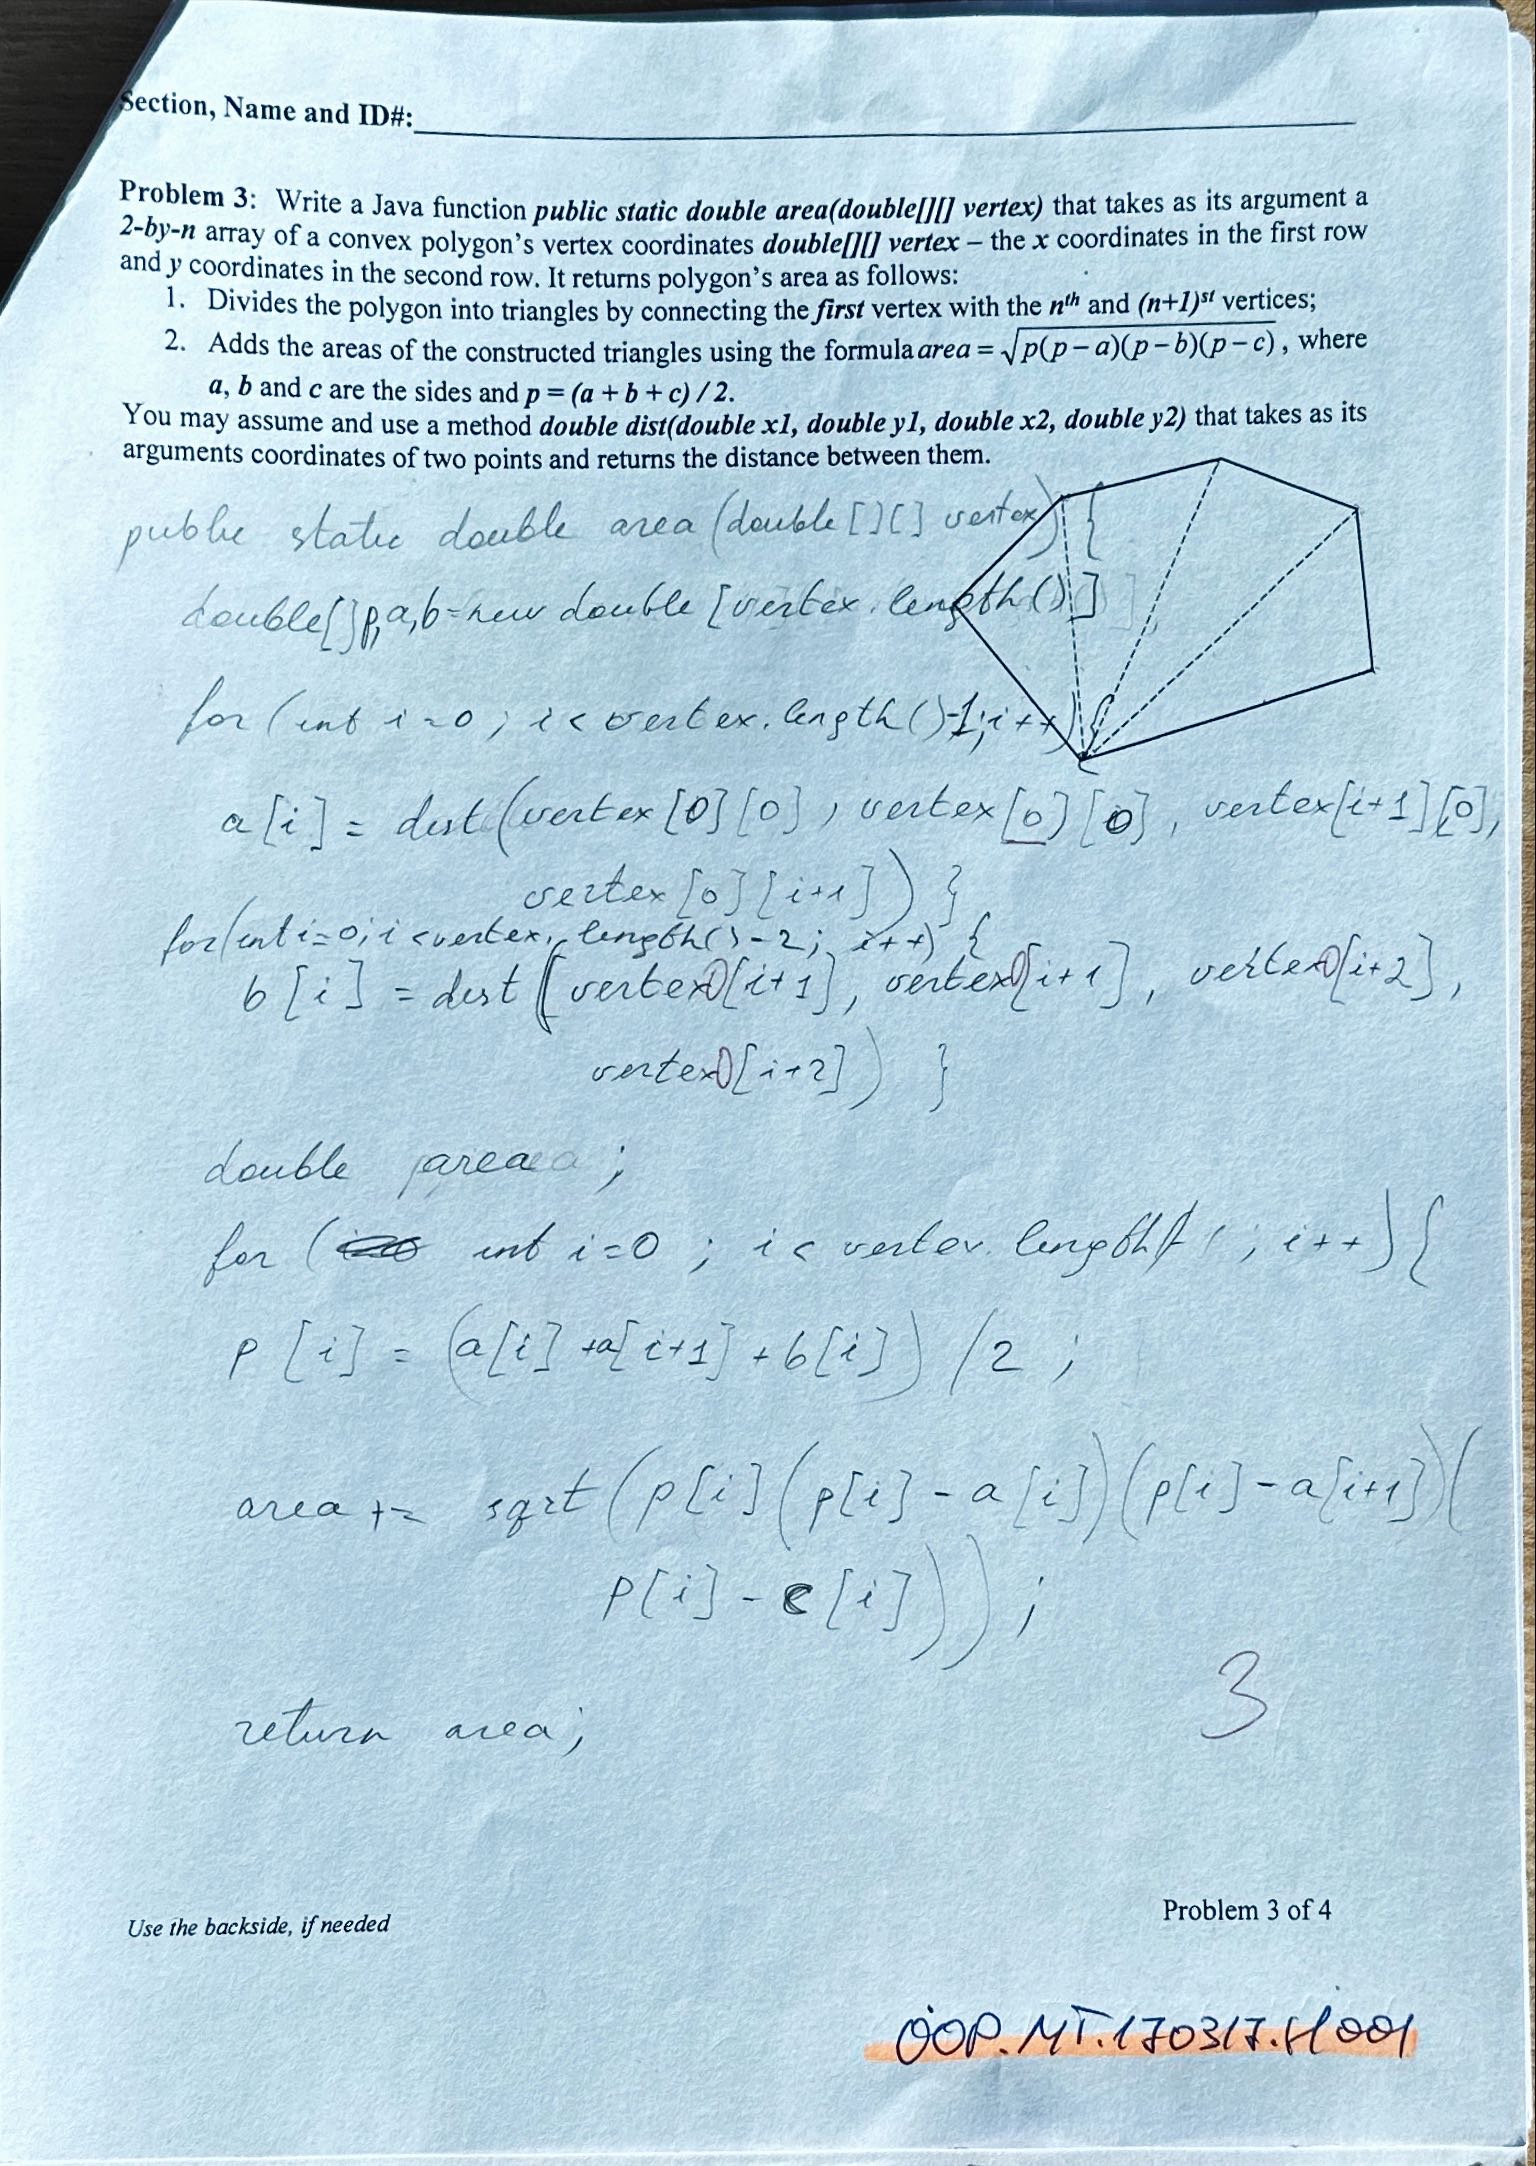 Section, Name and ID#:
Problem 3: Write a Java function public static double area(double[][] vertex) that takes as its argument a
2-by-n array of a convex polygon's vertex coordinates double[][] vertex – the x coordinates in the first row
and y coordinates in the second row. It returns polygon's area as follows:
1. Divides the polygon into triangles by connecting the first vertex with the nth and (n+1)st vertices;
2. Adds the areas of the constructed triangles using the formula area = √p(p – a)(p – b)(p – c), where
a, b and c are the sides and p = (a + b + c) / 2.
You may assume and use a method double dist(double x1, double y1, double x2, double y2) that takes as its
arguments coordinates of two points and returns the distance between them.
public static double area (double [][] vertex) {
double[]p,a,b=new double [vertex.length()]
for (int i=0; i< vertex.length()-1;i++){
a[i] = dist(vertex[0][0], vertex[0][0], vertex[i+1][0],
vertex[0][i+1]) }
for(int i=0;i<vertex.length()-2; i++) {
b[i] = dist (vertex[i+1], vertex[i+1], vertex[i+2],
vertex[i+2]) }
double area ;
for ( int i=0 ; i< vertex.length ; i++) {
p [i] = (a[i] +a[i+1] + b[i]) /2 ;
area += sqrt (p[i] (p[i] - a[i])(p[i] - a[i+1])(
p[i] - c[i])) ;
return area;
3
Use the backside, if needed
Problem 3 of 4
OOP.MT.170317.H001